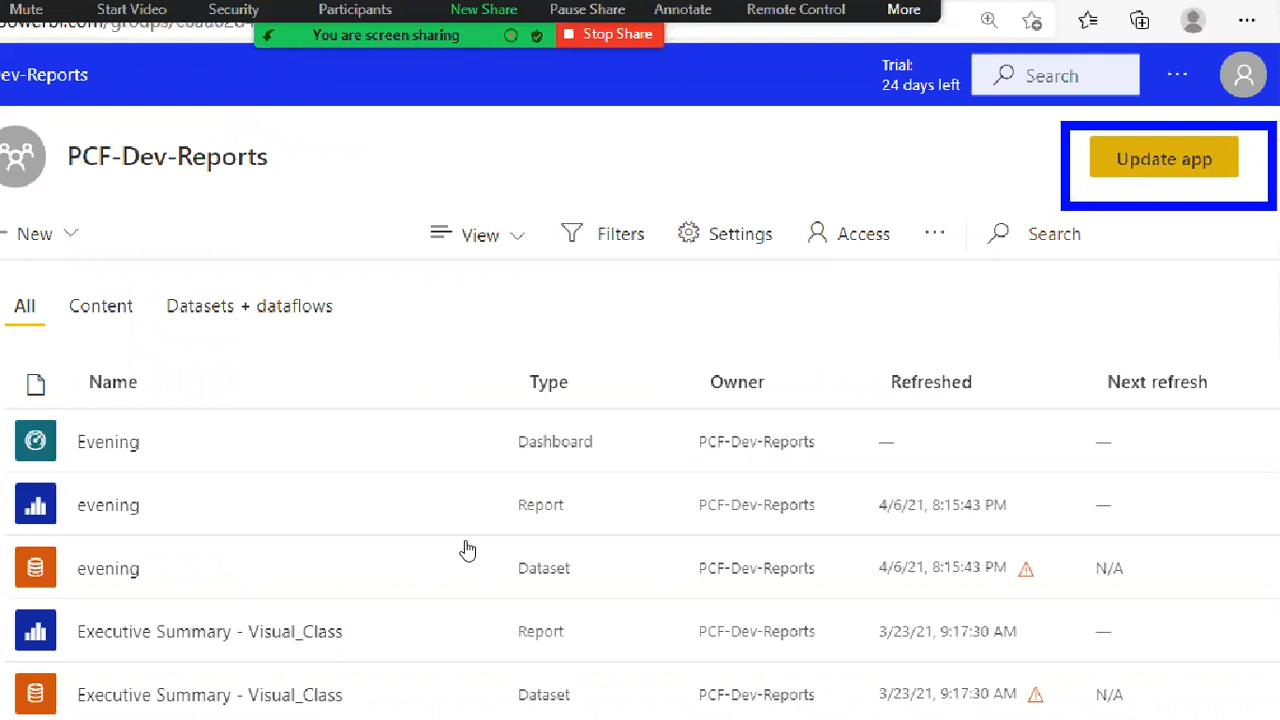 Mute Start Video Security Participants New Share Pause Share Annotate Remote Control More
You are screen sharing Stop Share
ev-Reports Trial: 24 days left Search
PCF-Dev-Reports Update app
New View Filters Settings Access Search
All Content Datasets + dataflows
Name Type Owner Refreshed Next refresh
Evening Dashboard PCF-Dev-Reports — —
evening Report PCF-Dev-Reports 4/6/21, 8:15:43 PM —
evening Dataset PCF-Dev-Reports 4/6/21, 8:15:43 PM N/A
Executive Summary - Visual_Class Report PCF-Dev-Reports 3/23/21, 9:17:30 AM —
Executive Summary - Visual_Class Dataset PCF-Dev-Reports 3/23/21, 9:17:30 AM N/A